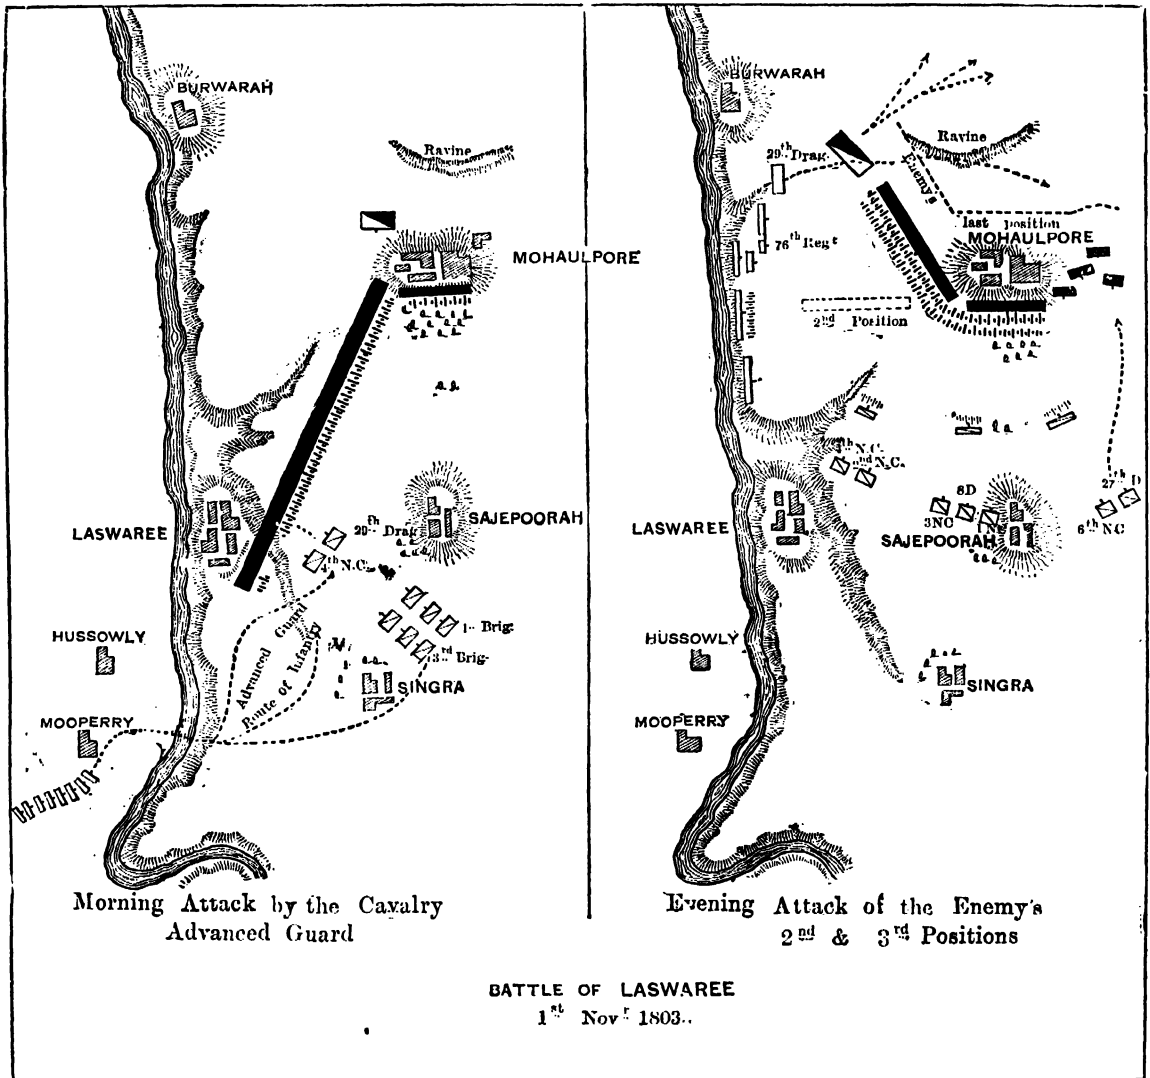 BURWARAH
Ravine
MOHAULPORE
LASWAREE
SAJEPOORAH
29th Drag.
4th N.C.
1st Brig.
3rd Brig.
HUSSOWLY
Advanced Guard
Route of Infantry
SINGRA
MOOPERRY
Morning Attack by the Cavalry
Advanced Guard
BURWARAH
Ravine
29th Drag.
Enemy's
last position
76th Regt
MOHAULPORE
2nd Position
4th N.C.
2nd N.C.
27th D
8D
3NC
6th NC
LASWAREE
SAJEPOORAH
HUSSOWLY
SINGRA
MOOPERRY
Evening Attack of the Enemy's
2nd & 3rd Positions
BATTLE OF LASWAREE
1st Novr 1803.